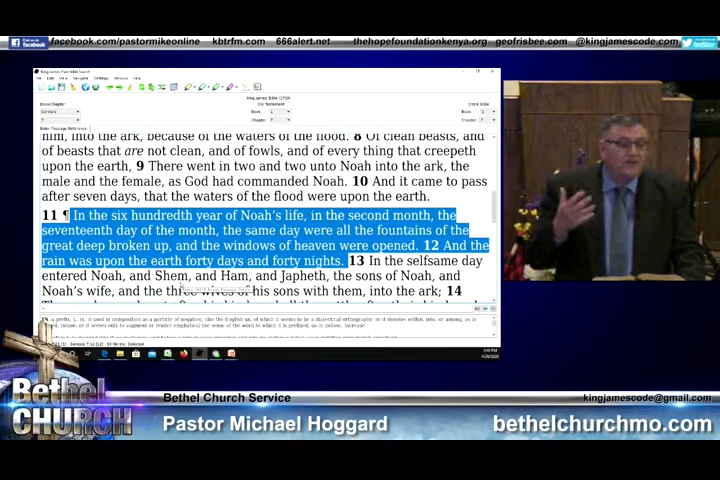 facebook.com/pastormikeonline kbtrfm.com 666alert.net thehopefoundationkenya.org geofrisbee.com @kingjamescode.com
Find us on
facebook
twitter
him, into the ark, because of the waters of the flood. 8 Of clean beasts, and
of beasts that are not clean, and of fowls, and of every thing that creepeth
upon the earth, 9 There went in two and two unto Noah into the ark, the
male and the female, as God had commanded Noah. 10 And it came to pass
after seven days, that the waters of the flood were upon the earth.
11 ¶ In the six hundredth year of Noah's life, in the second month, the
seventeenth day of the month, the same day were all the fountains of the
great deep broken up, and the windows of heaven were opened. 12 And the
rain was upon the earth forty days and forty nights. 13 In the selfsame day
entered Noah, and Shem, and Ham, and Japheth, the sons of Noah, and
Noah's wife, and the three wives of his sons with them, into the ark; 14
Bethel
CHURCH
Bethel Church Service
kingjamescode@gmail.com
Pastor Michael Hoggard
bethelchurchmo.com